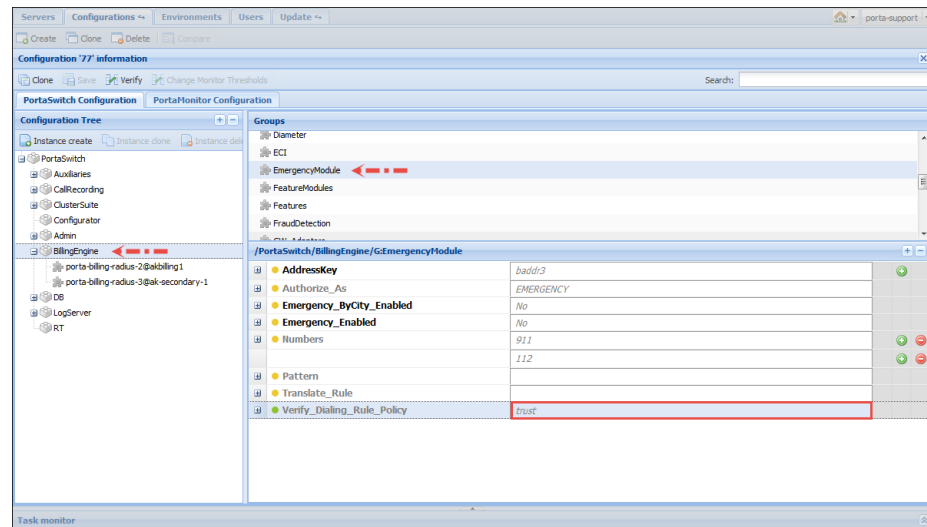 Servers Configurations Environments Users Update porta-support
Create Clone Delete Compare
Configuration '77' information
Clone Save Verify Change Monitor Thresholds Search:
PortaSwitch Configuration PortaMonitor Configuration
Configuration Tree
Instance create Instance clone Instance dele
PortaSwitch
Auxiliaries
CallRecording
ClusterSuite
Configurator
Admin
BillingEngine
porta-billing-radius-2@akbilling1
porta-billing-radius-3@ak-secondary-1
DB
LogServer
RT
Groups
Diameter
ECI
EmergencyModule
FeatureModules
Features
FraudDetection
/PortaSwitch/BillingEngine/G:EmergencyModule
AddressKey baddr3
Authorize_As EMERGENCY
Emergency_ByCity_Enabled No
Emergency_Enabled No
Numbers 911
112
Pattern
Translate_Rule
Verify_Dialing_Rule_Policy trust
Task monitor